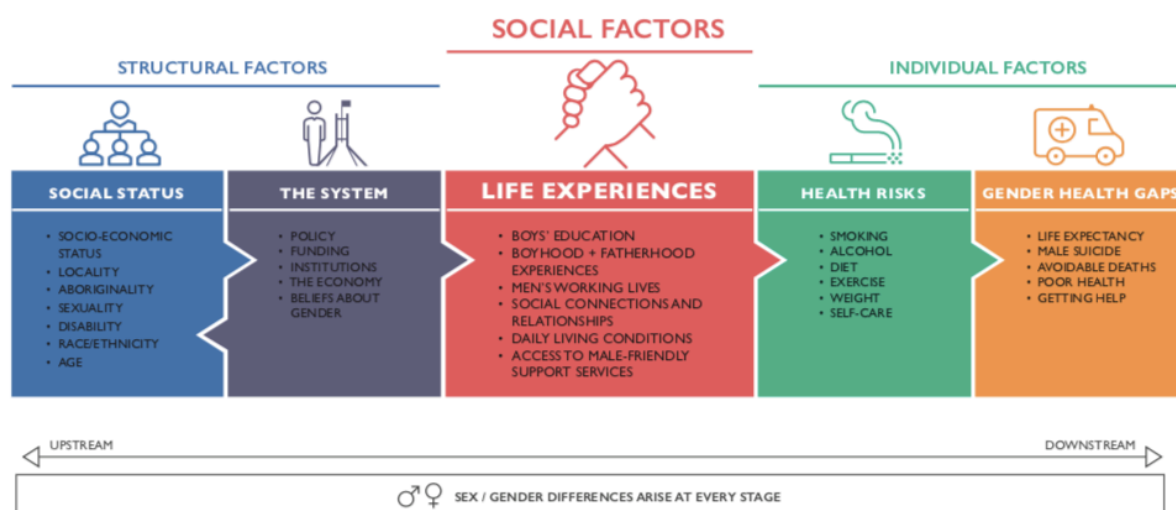 SOCIAL FACTORS
STRUCTURAL FACTORS
INDIVIDUAL FACTORS
SOCIAL STATUS
• SOCIO-ECONOMIC
STATUS
• LOCALITY
• ABORIGINALITY
• SEXUALITY
• DISABILITY
• RACE/ETHNICITY
• AGE
THE SYSTEM
• POLICY
• FUNDING
• INSTITUTIONS
• THE ECONOMY
• BELIEFS ABOUT
GENDER
LIFE EXPERIENCES
• BOYS' EDUCATION
• BOYHOOD + FATHERHOOD
EXPERIENCES
• MEN'S WORKING LIVES
• SOCIAL CONNECTIONS AND
RELATIONSHIPS
• DAILY LIVING CONDITIONS
• ACCESS TO MALE-FRIENDLY
SUPPORT SERVICES
HEALTH RISKS
• SMOKING
• ALCOHOL
• DIET
• EXERCISE
• WEIGHT
• SELF-CARE
GENDER HEALTH GAPS
• LIFE EXPECTANCY
• MALE SUICIDE
• AVOIDABLE DEATHS
• POOR HEALTH
• GETTING HELP
UPSTREAM
DOWNSTREAM
SEX / GENDER DIFFERENCES ARISE AT EVERY STAGE